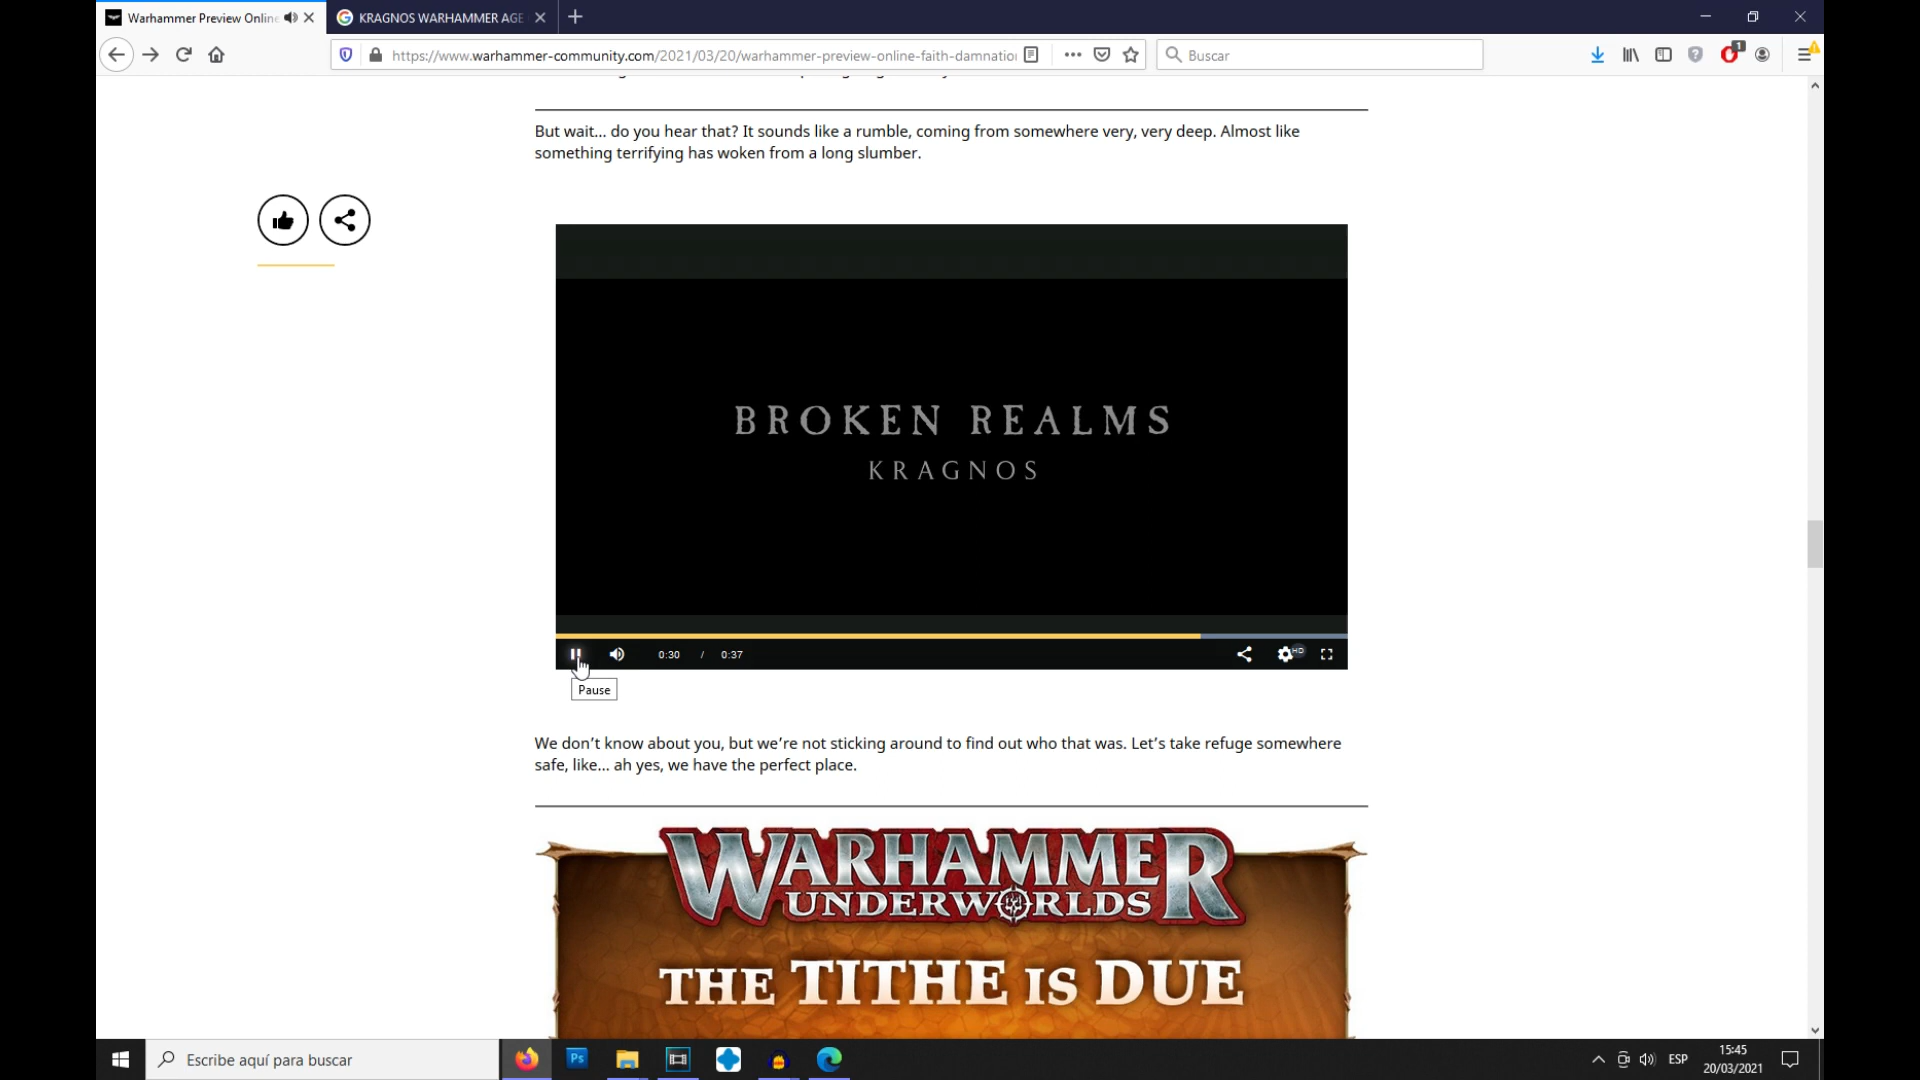 Warhammer Preview Online
KRAGNOS WARHAMMER AGE
https://www.warhammer-community.com/2021/03/20/warhammer-preview-online-faith-damnatio
Buscar
1
But wait... do you hear that? It sounds like a rumble, coming from somewhere very, very deep. Almost like
something terrifying has woken from a long slumber.
BROKEN REALMS
KRAGNOS
0:30 / 0:37
HD
Pause
We don't know about you, but we're not sticking around to find out who that was. Let's take refuge somewhere
safe, like... ah yes, we have the perfect place.
WARHAMMER
UNDERWORLDS
THE TITHE IS DUE
Escribe aquí para buscar
Ps
ESP
15:45
20/03/2021